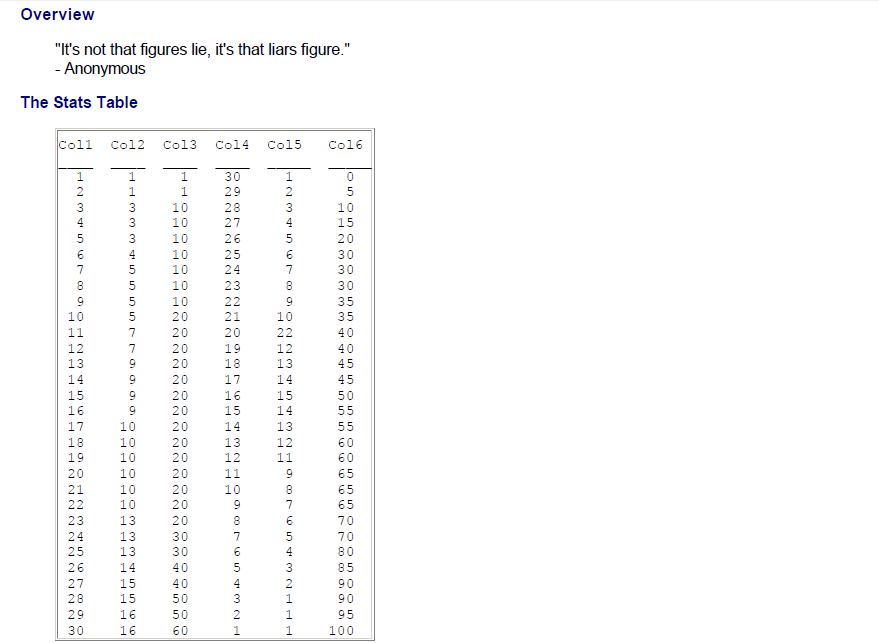 Overview
"It's not that figures lie, it's that liars figure."
- Anonymous
The Stats Table
Col1 Col2 Col3 Col4 Col5 Col6
1 1 1 30 1 0
2 1 1 29 2 5
3 3 10 28 3 10
4 3 10 27 4 15
5 3 10 26 5 20
6 4 10 25 6 30
7 5 10 24 7 30
8 5 10 23 8 30
9 5 10 22 9 35
10 5 20 21 10 35
11 7 20 20 22 40
12 7 20 19 12 40
13 9 20 18 13 45
14 9 20 17 14 45
15 9 20 16 15 50
16 9 20 15 14 55
17 10 20 14 13 55
18 10 20 13 12 60
19 10 20 12 11 60
20 10 20 11 9 65
21 10 20 10 8 65
22 10 20 9 7 65
23 13 20 8 6 70
24 13 30 7 5 70
25 13 30 6 4 80
26 14 40 5 3 85
27 15 40 4 2 90
28 15 50 3 1 90
29 16 50 2 1 95
30 16 60 1 1 100